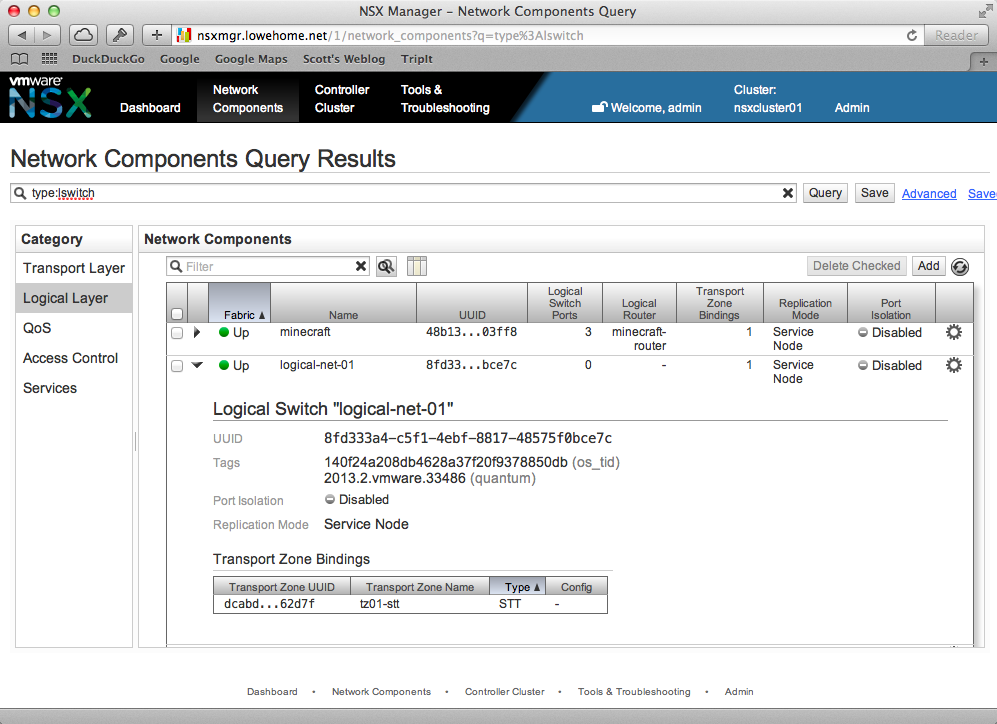 NSX Manager – Network Components Query
nsxmgr.lowehome.net/1/network_components?q=type%3Alswitch
Reader
DuckDuckGo Google Google Maps Scott's Weblog TripIt
vmware
NSX
Dashboard
Network
Components
Controller
Cluster
Tools &
Troubleshooting
Welcome, admin
Cluster:
nsxcluster01
Admin
Network Components Query Results
type:lswitch
Query Save Advanced Save
Category
Transport Layer
Logical Layer
QoS
Access Control
Services
Network Components
Filter
Delete Checked Add
Fabric
Name
UUID
Logical
Switch
Ports
Logical
Router
Transport
Zone
Bindings
Replication
Mode
Port
Isolation
Up minecraft 48b13...03ff8 3 minecraft-
router
1 Service
Node
Disabled
Up logical-net-01 8fd33...bce7c 0 - 1 Service
Node
Disabled
Logical Switch "logical-net-01"
UUID 8fd333a4-c5f1-4ebf-8817-48575f0bce7c
Tags 140f24a208db4628a37f20f9378850db (os_tid)
2013.2.vmware.33486 (quantum)
Port Isolation Disabled
Replication Mode Service Node
Transport Zone Bindings
Transport Zone UUID Transport Zone Name Type Config
dcabd...62d7f tz01-stt STT -
Dashboard • Network Components • Controller Cluster • Tools & Troubleshooting • Admin